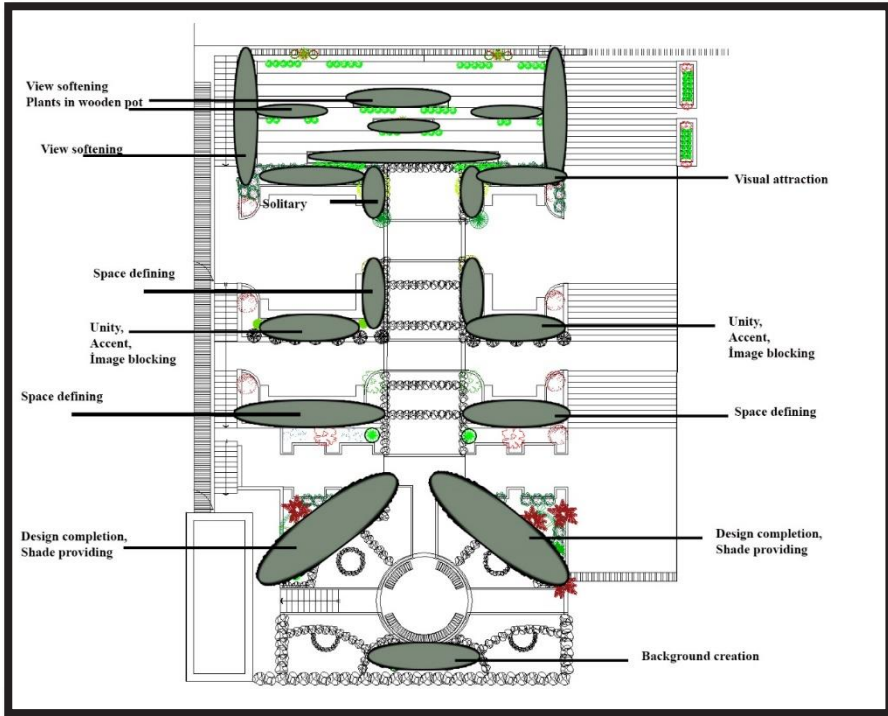 View softening
Plants in wooden pot
View softening
Visual attraction
Solitary
Space defining
Unity,
Accent,
İmage blocking
Unity,
Accent,
İmage blocking
Space defining
Space defining
Design completion,
Shade providing
Design completion,
Shade providing
Background creation